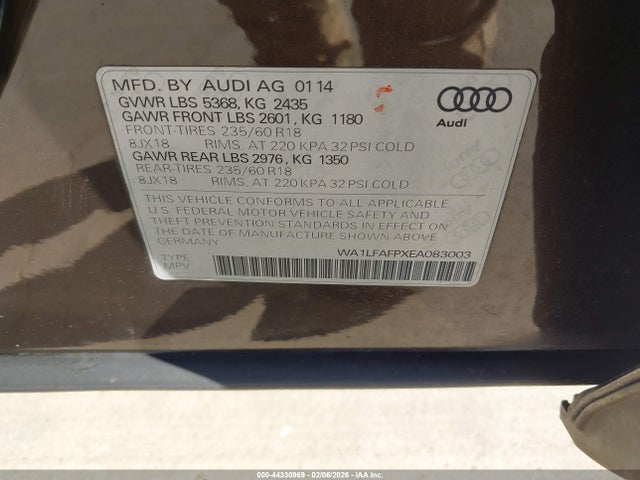 MFD. BY AUDI AG 01 14
GVWR LBS 5368, KG 2435
GAWR FRONT LBS 2601, KG 1180
FRONT-TIRES 235/60 R18
8JX18 RIMS, AT 220 KPA 32 PSI COLD
GAWR REAR LBS 2976, KG 1350
REAR-TIRES 235/60 R18
8JX18 RIMS, AT 220 KPA 32 PSI COLD
Audi
THIS VEHICLE CONFORMS TO ALL APPLICABLE
U.S. FEDERAL MOTOR VEHICLE SAFETY AND
THEFT PREVENTION STANDARDS IN EFFECT ON
THE DATE OF MANUFACTURE SHOWN ABOVE
GERMANY
WA1LFAFPXEA083003
TYPE
MPV
000-44330969 - 02/06/2026 - IAA Inc.